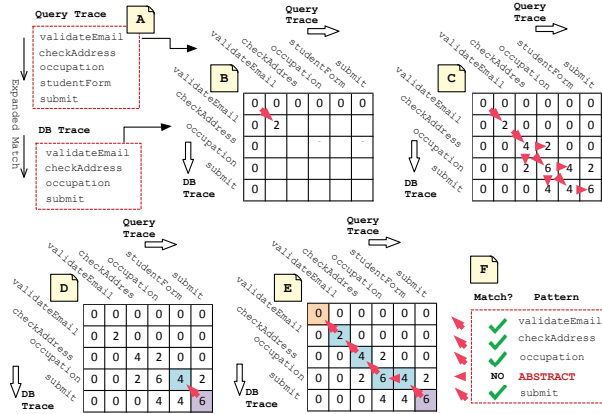 Query Trace
A
validateEmail
checkAddress
occupation
studentForm
submit
Expanded Match
DB Trace
validateEmail
checkAddress
occupation
submit
Query
Trace
B
validateEmail
checkAddres
occupation
studentForm
submit
validateEmail
checkAddress
occupation
submit
DB
Trace
0 0 0 0 0 0
0 2
0
0
0
Query
Trace
C
validateEmail
checkAddres
occupation
studentForm
submit
validateEmail
checkAddress
occupation
submit
DB
Trace
0 0 0 0 0 0
0 2 0 0 0 0
0 0 4 2 0 0
0 0 2 6 4 2
0 0 0 4 4 6
Query
Trace
D
validateEmail
checkAddres
occupation
studentForm
submit
validateEmail
checkAddress
occupation
submit
DB
Trace
0 0 0 0 0 0
0 2 0 0 0 0
0 0 4 2 0 0
0 0 2 6 4 2
0 0 0 4 4 6
Query
Trace
E
validateEmail
checkAddres
occupation
studentForm
submit
validateEmail
checkAddress
occupation
submit
DB
Trace
0 0 0 0 0 0
0 2 0 0 0 0
0 0 4 2 0 0
0 0 2 6 4 2
0 0 0 4 4 6
F
Match? Pattern
validateEmail
checkAddress
occupation
NO ABSTRACT
submit